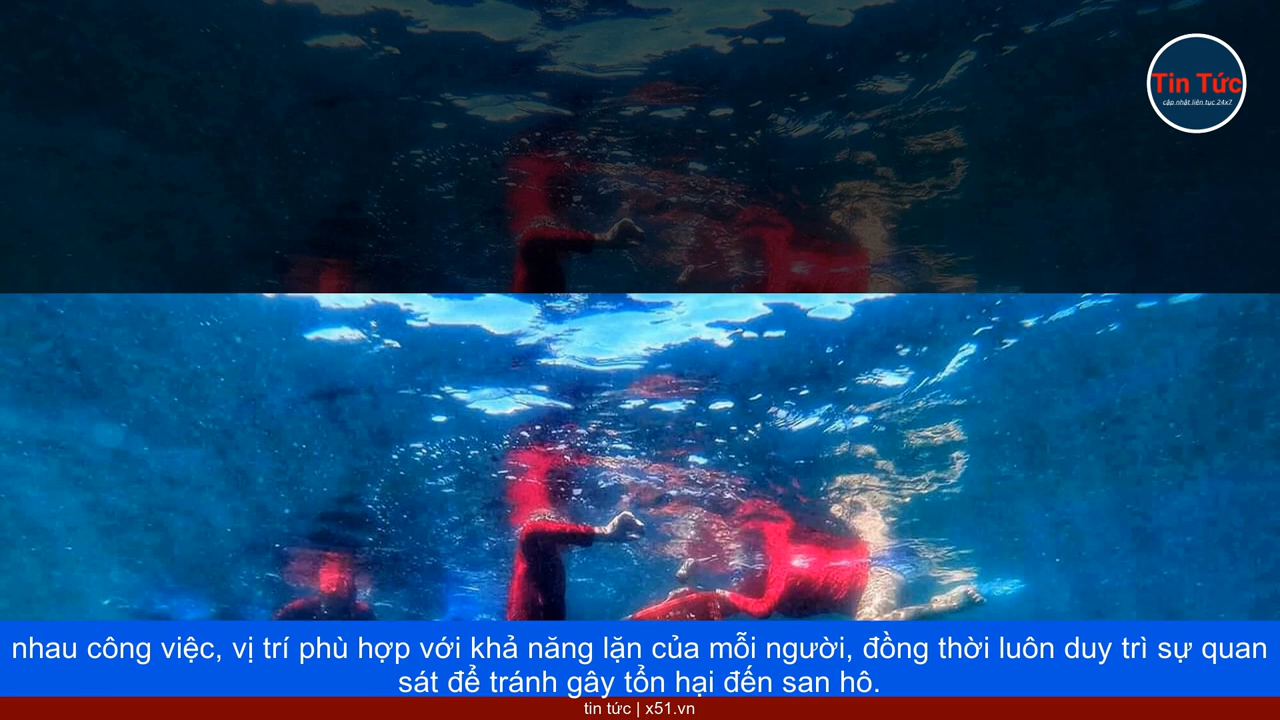 Tin Tức
cập.nhật.liên.tục.24x7
nhau công việc, vị trí phù hợp với khả năng lặn của mỗi người, đồng thời luôn duy trì sự quan
sát để tránh gây tổn hại đến san hô.
tin tức | x51.vn